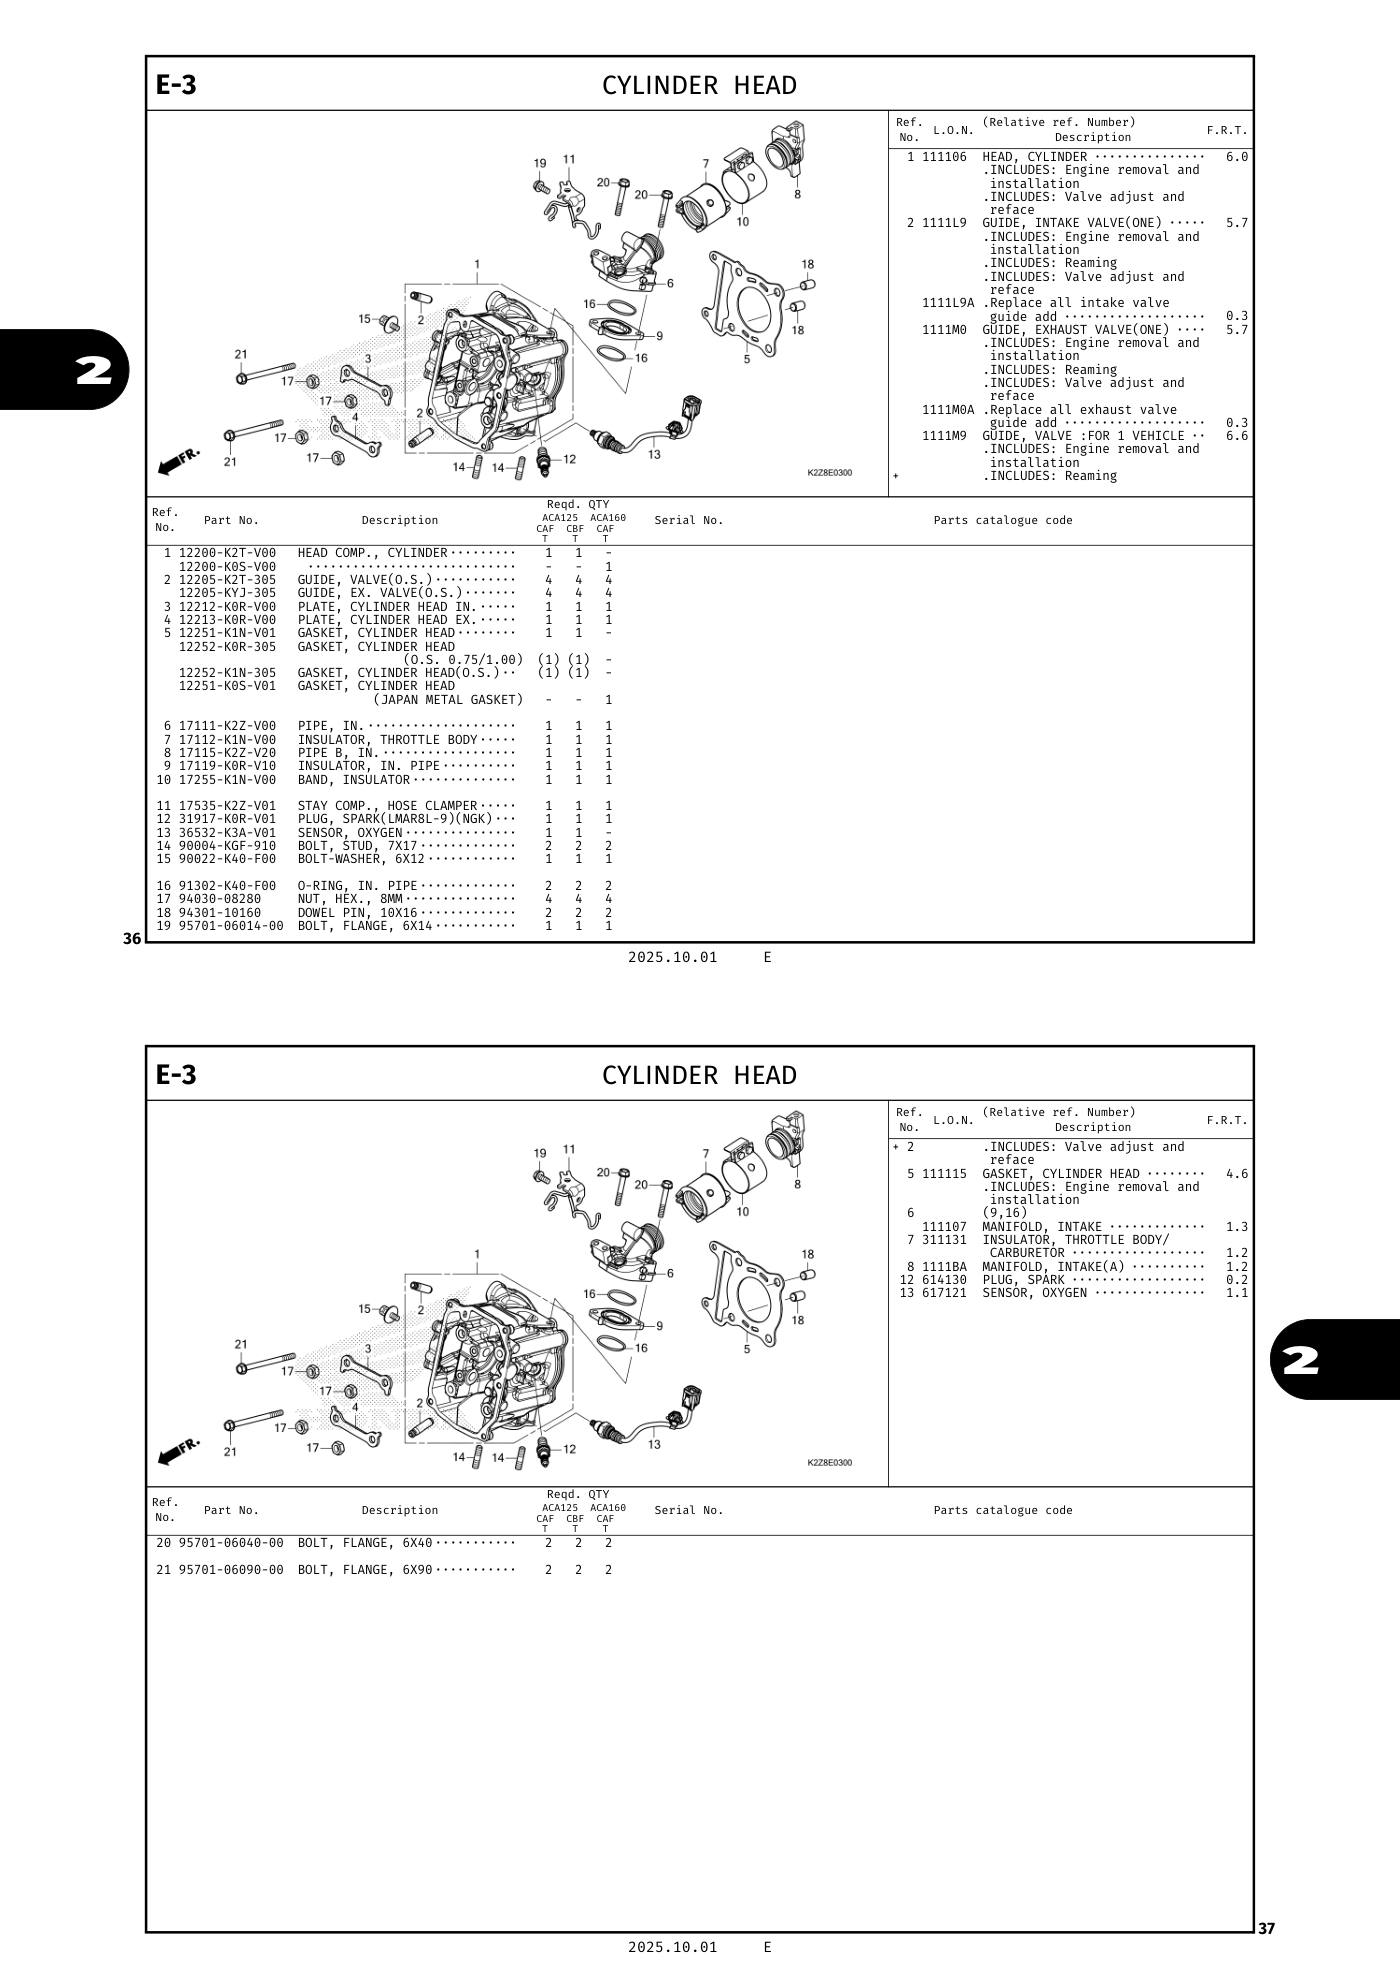 E-3 CYLINDER HEAD
19 11 20 20 7 10 8
1 6 18 18 5
2 16 9 16
15 21 17 3 17 4 17 21 17 2
14 14 12 13
FR.
K2Z8E0300
Ref. No. L.O.N. (Relative ref. Number) Description F.R.T.
1 111106 HEAD, CYLINDER ··············· 6.0
.INCLUDES: Engine removal and
installation
.INCLUDES: Valve adjust and
reface
2 1111L9 GUIDE, INTAKE VALVE(ONE) ····· 5.7
.INCLUDES: Engine removal and
installation
.INCLUDES: Reaming
.INCLUDES: Valve adjust and
reface
1111L9A .Replace all intake valve
guide add ··················· 0.3
1111M0 GUIDE, EXHAUST VALVE(ONE) ···· 5.7
.INCLUDES: Engine removal and
installation
.INCLUDES: Reaming
.INCLUDES: Valve adjust and
reface
1111M0A .Replace all exhaust valve
guide add ··················· 0.3
1111M9 GUIDE, VALVE :FOR 1 VEHICLE ·· 6.6
.INCLUDES: Engine removal and
installation
+ .INCLUDES: Reaming
2
Ref. No. Part No. Description Reqd. QTY Serial No. Parts catalogue code
ACA125 ACA160
CAF CBF CAF
T T T
1 12200-K2T-V00 HEAD COMP., CYLINDER········· 1 1 -
12200-K0S-V00 ···························· - - 1
2 12205-K2T-305 GUIDE, VALVE(O.S.)··········· 4 4 4
12205-KYJ-305 GUIDE, EX. VALVE(O.S.)······· 4 4 4
3 12212-K0R-V00 PLATE, CYLINDER HEAD IN.····· 1 1 1
4 12213-K0R-V00 PLATE, CYLINDER HEAD EX.····· 1 1 1
5 12251-K1N-V01 GASKET, CYLINDER HEAD········ 1 1 -
12252-K0R-305 GASKET, CYLINDER HEAD
(O.S. 0.75/1.00) (1) (1) -
12252-K1N-305 GASKET, CYLINDER HEAD(O.S.)·· (1) (1) -
12251-K0S-V01 GASKET, CYLINDER HEAD
(JAPAN METAL GASKET) - - 1
6 17111-K2Z-V00 PIPE, IN.···················· 1 1 1
7 17112-K1N-V00 INSULATOR, THROTTLE BODY····· 1 1 1
8 17115-K2Z-V20 PIPE B, IN.·················· 1 1 1
9 17119-K0R-V10 INSULATOR, IN. PIPE·········· 1 1 1
10 17255-K1N-V00 BAND, INSULATOR·············· 1 1 1
11 17535-K2Z-V01 STAY COMP., HOSE CLAMPER····· 1 1 1
12 31917-K0R-V01 PLUG, SPARK(LMAR8L-9)(NGK)··· 1 1 1
13 36532-K3A-V01 SENSOR, OXYGEN··············· 1 1 -
14 90004-KGF-910 BOLT, STUD, 7X17············· 2 2 2
15 90022-K40-F00 BOLT-WASHER, 6X12············ 1 1 1
16 91302-K40-F00 O-RING, IN. PIPE············· 2 2 2
17 94030-08280 NUT, HEX., 8MM··············· 4 4 4
18 94301-10160 DOWEL PIN, 10X16············· 2 2 2
19 95701-06014-00 BOLT, FLANGE, 6X14··········· 1 1 1
36
2025.10.01 E
E-3 CYLINDER HEAD
19 11 20 20 7 10 8
1 6 18 18 5
2 16 9 16
15 21 17 3 17 4 17 21 17 2
14 14 12 13
FR.
K2Z8E0300
Ref. No. L.O.N. (Relative ref. Number) Description F.R.T.
+ 2 .INCLUDES: Valve adjust and
reface
5 111115 GASKET, CYLINDER HEAD ········ 4.6
.INCLUDES: Engine removal and
installation
6 (9,16)
111107 MANIFOLD, INTAKE ············· 1.3
7 311131 INSULATOR, THROTTLE BODY/
CARBURETOR ·················· 1.2
8 1111BA MANIFOLD, INTAKE(A) ·········· 1.2
12 614130 PLUG, SPARK ·················· 0.2
13 617121 SENSOR, OXYGEN ··············· 1.1
2
Ref. No. Part No. Description Reqd. QTY Serial No. Parts catalogue code
ACA125 ACA160
CAF CBF CAF
T T T
20 95701-06040-00 BOLT, FLANGE, 6X40··········· 2 2 2
21 95701-06090-00 BOLT, FLANGE, 6X90··········· 2 2 2
37
2025.10.01 E